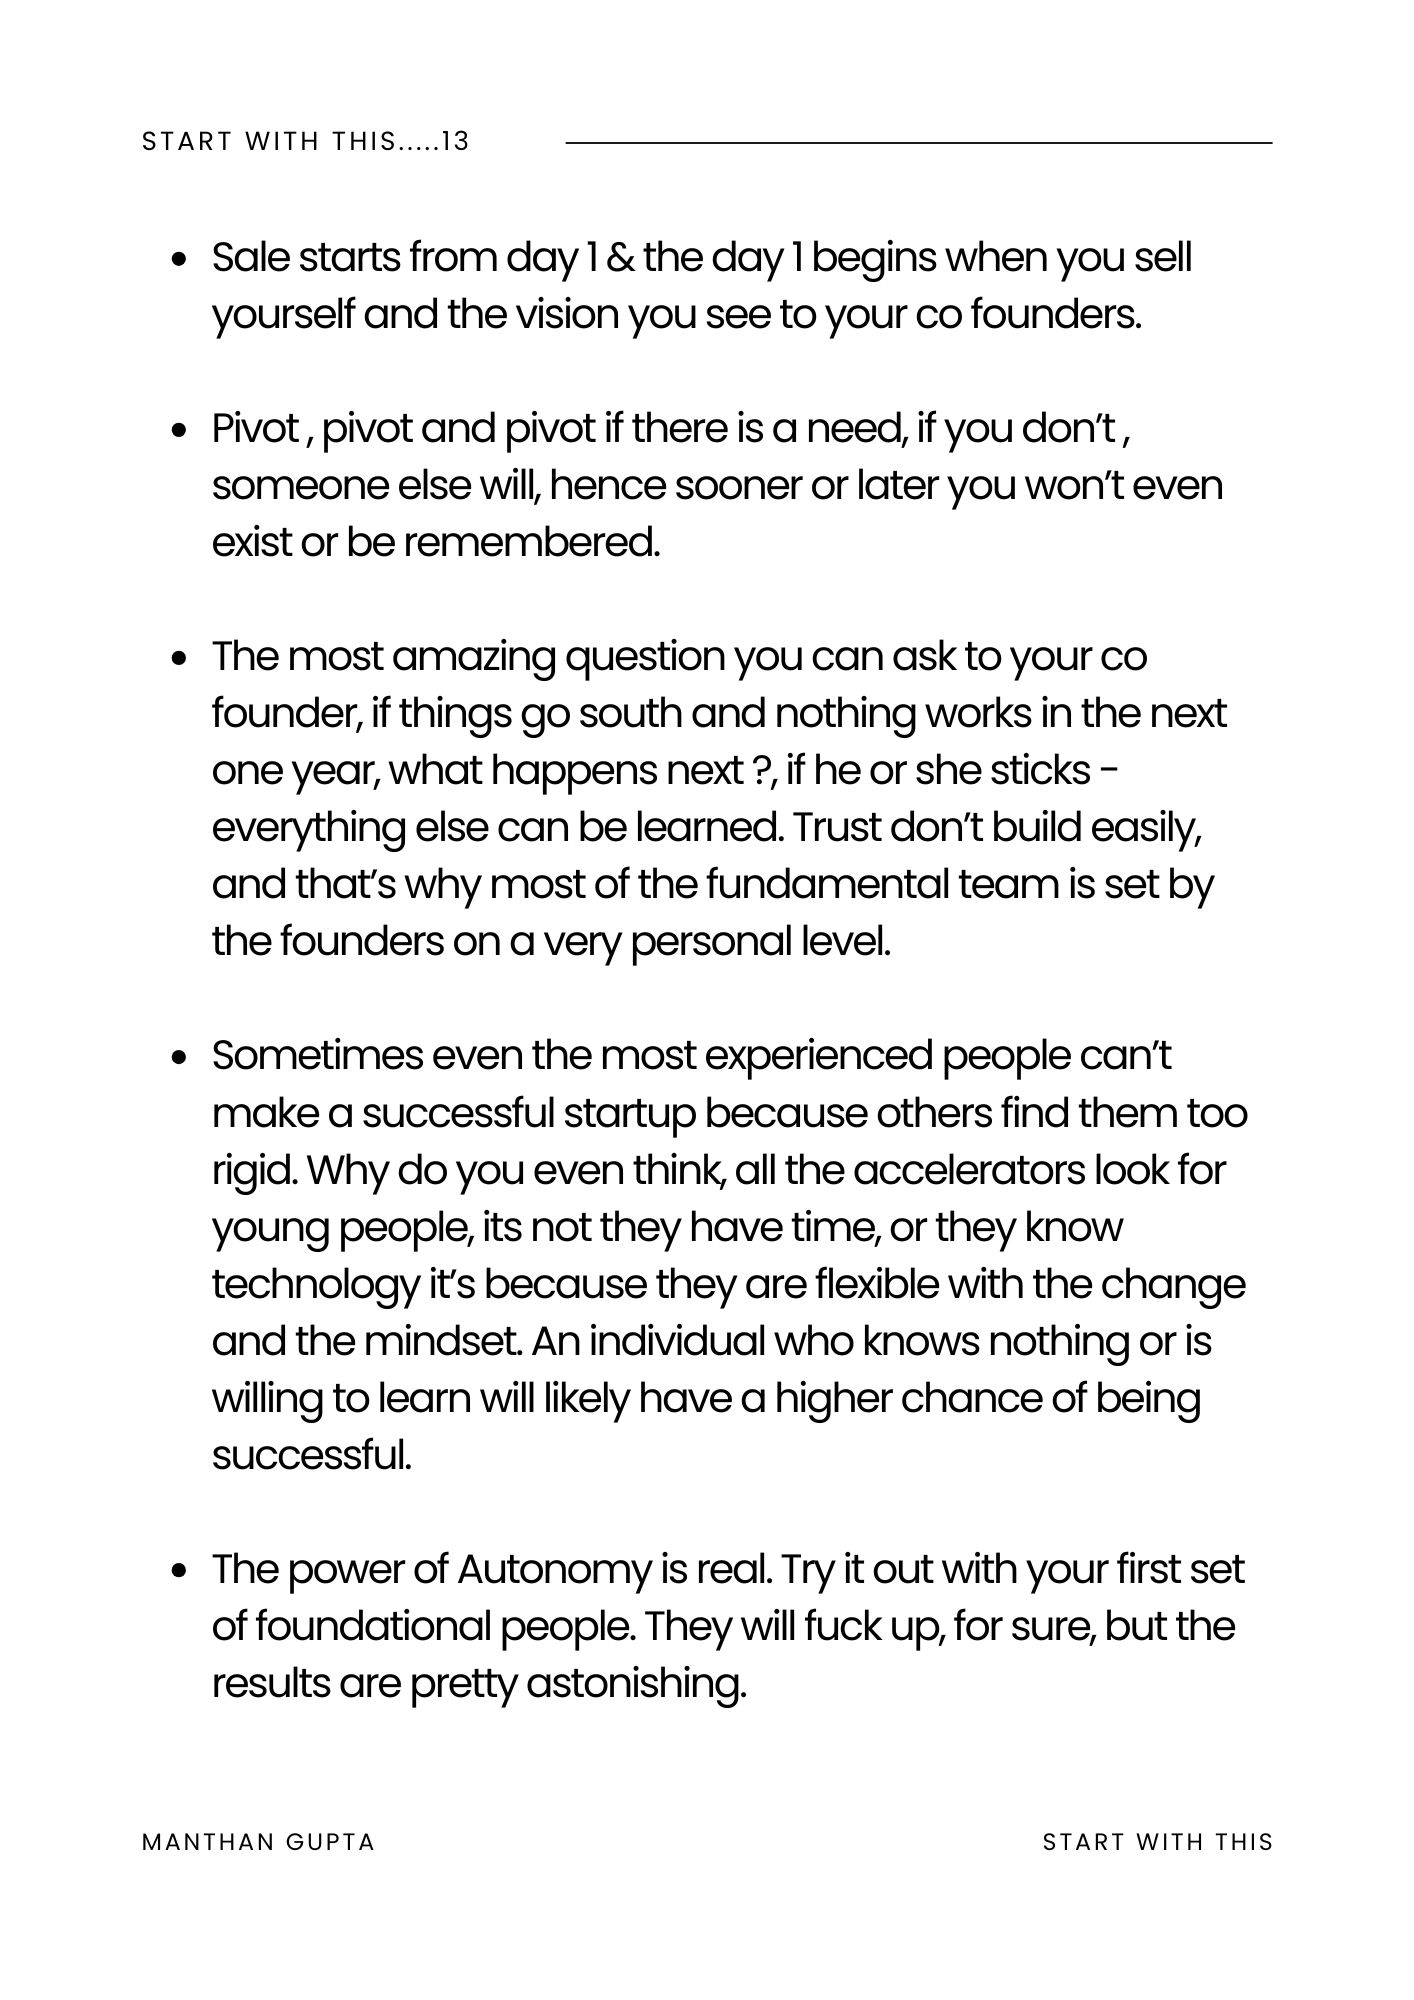 START WITH THIS.....13
• Sale starts from day 1 & the day 1 begins when you sell
yourself and the vision you see to your co founders.
• Pivot , pivot and pivot if there is a need, if you don’t ,
someone else will, hence sooner or later you won’t even
exist or be remembered.
• The most amazing question you can ask to your co
founder, if things go south and nothing works in the next
one year, what happens next ?, if he or she sticks -
everything else can be learned. Trust don’t build easily,
and that’s why most of the fundamental team is set by
the founders on a very personal level.
• Sometimes even the most experienced people can’t
make a successful startup because others find them too
rigid. Why do you even think, all the accelerators look for
young people, its not they have time, or they know
technology it’s because they are flexible with the change
and the mindset. An individual who knows nothing or is
willing to learn will likely have a higher chance of being
successful.
• The power of Autonomy is real. Try it out with your first set
of foundational people. They will fuck up, for sure, but the
results are pretty astonishing.
MANTHAN GUPTA
START WITH THIS